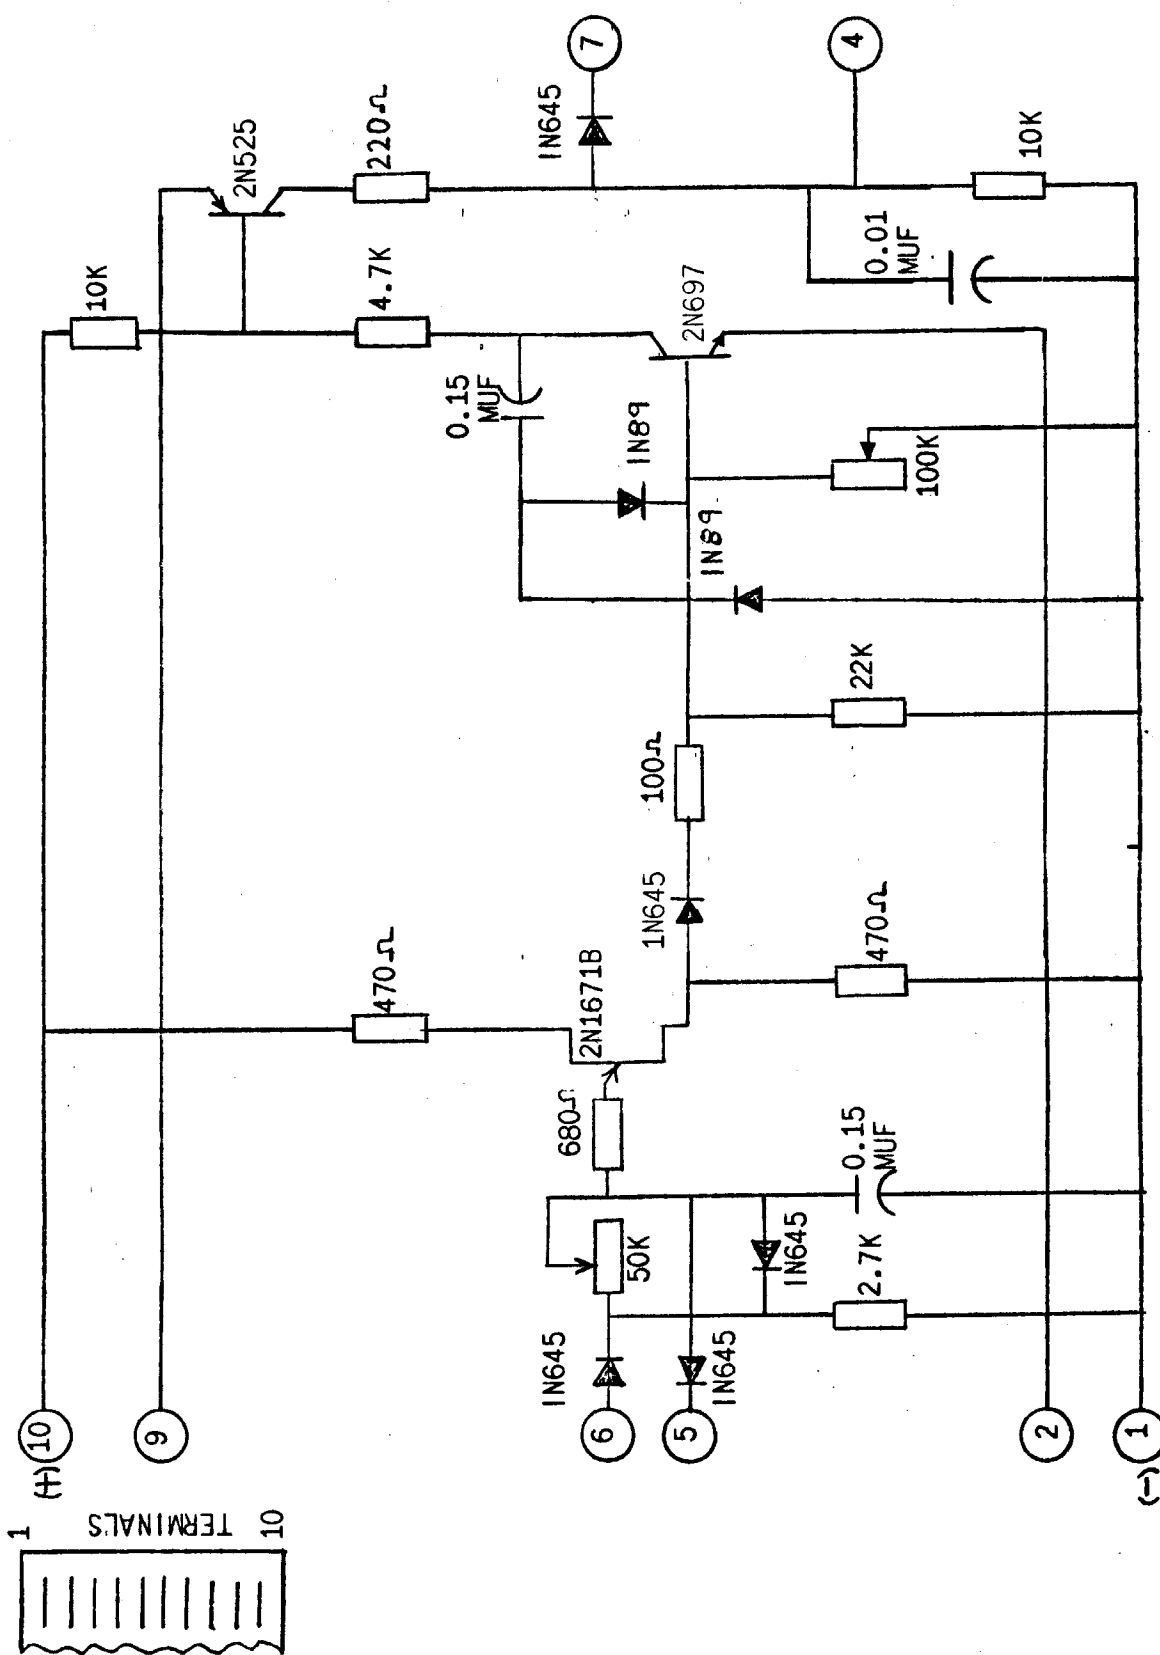 1
TERMINALS
10
(+)
10
9
6
5
2
1
(-)
1N645
1N645
50K
1N645
2.7K
680Ω
0.15
MUF
470Ω
2N1671B
1N645
470Ω
100Ω
22K
1N89
1N89
0.15
MUF
100K
2N697
10K
4.7K
2N525
220Ω
0.01
MUF
1N645
10K
7
4